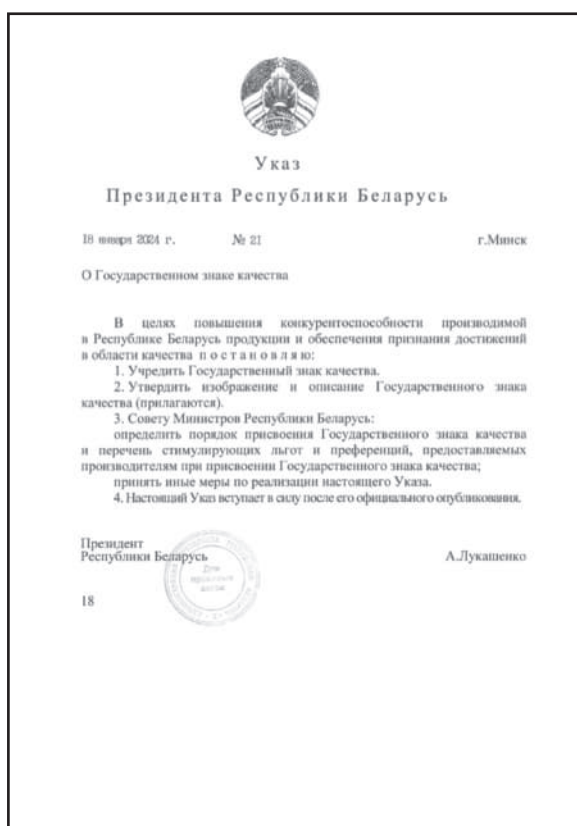 Указ
Президента Республики Беларусь
18 января 2024 г. № 21 г.Минск
О Государственном знаке качества
В целях повышения конкурентоспособности производимой
в Республике Беларусь продукции и обеспечения признания достижений
в области качества п о с т а н о в л я ю:
1. Учредить Государственный знак качества.
2. Утвердить изображение и описание Государственного знака
качества (прилагаются).
3. Совету Министров Республики Беларусь:
определить порядок присвоения Государственного знака качества
и перечень стимулирующих льгот и преференций, предоставляемых
производителям при присвоении Государственного знака качества;
принять иные меры по реализации настоящего Указа.
4. Настоящий Указ вступает в силу после его официального опубликования.
Президент
Республики Беларусь А.Лукашенко
Для
правовых
актов
18